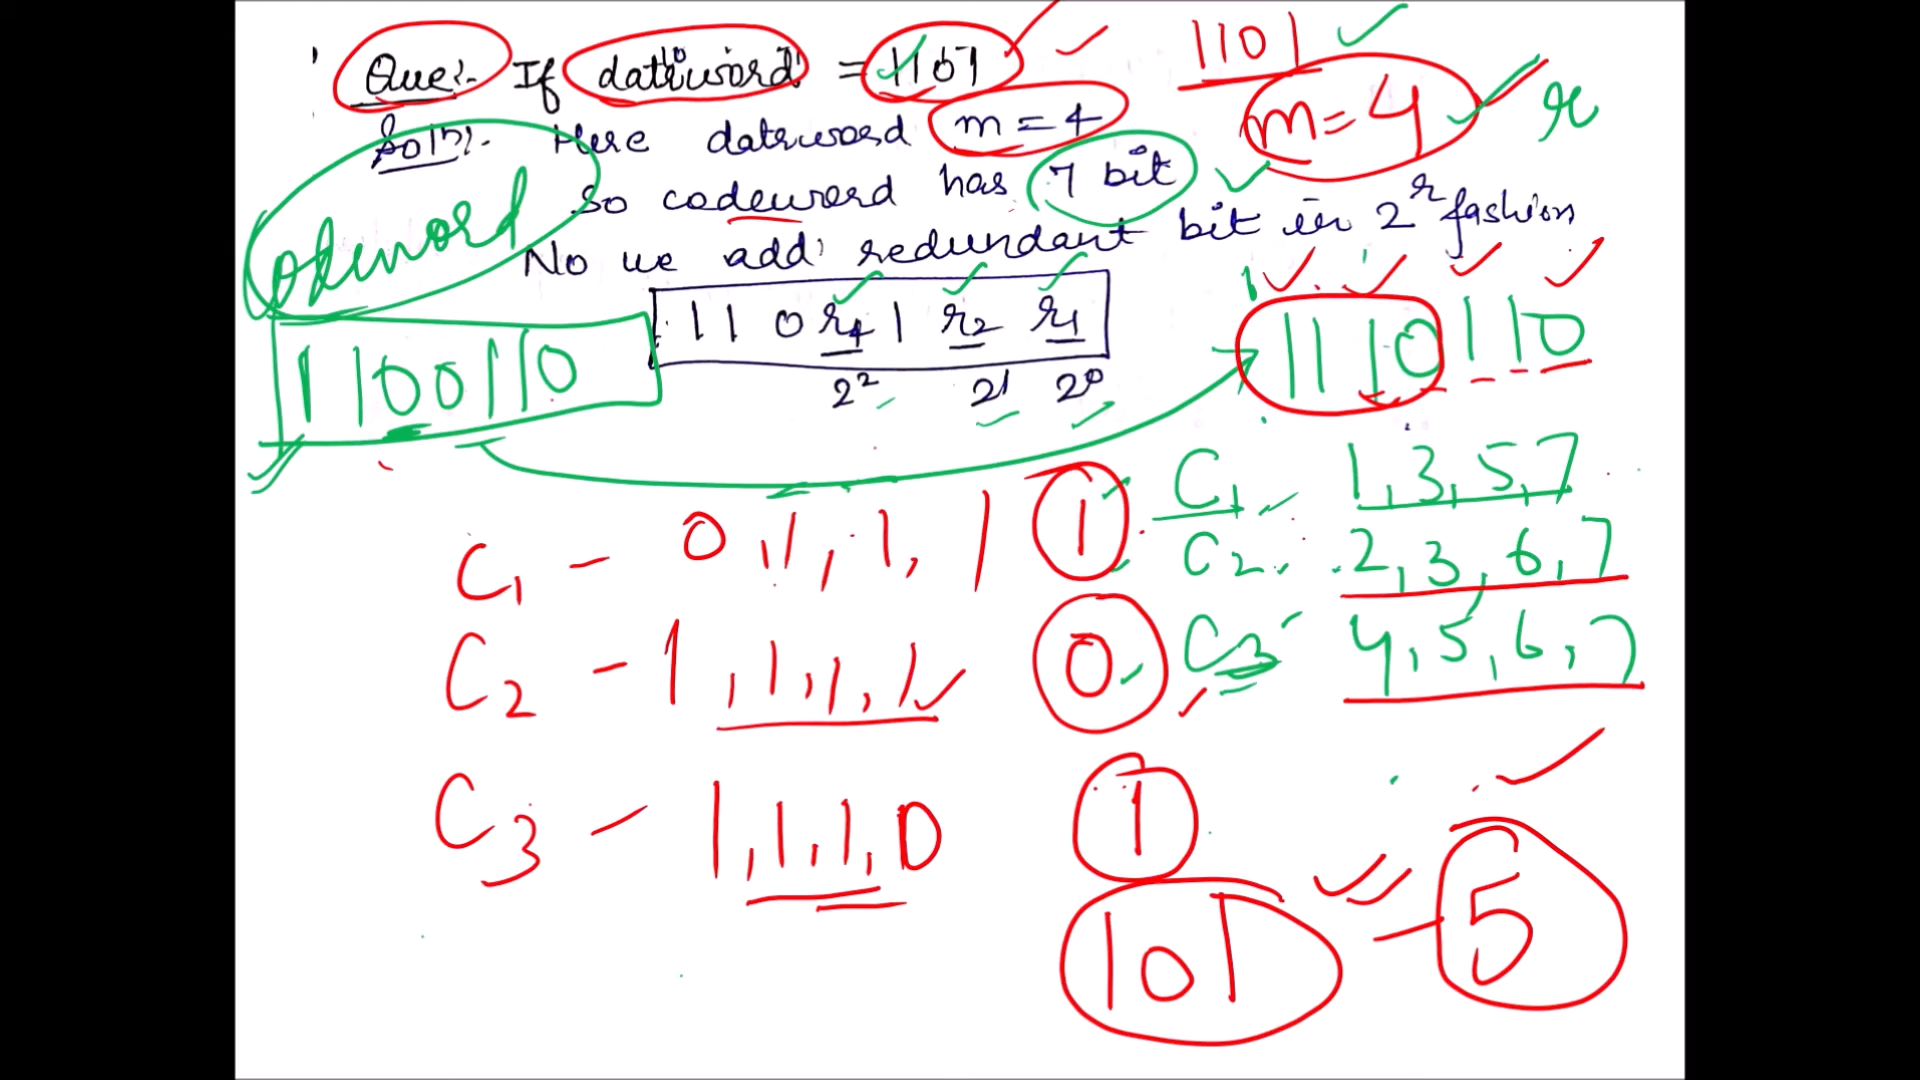 Que:. If dataword = 1101
1101
Soln:. Here dataword m = 4
m = 4
r
so codeword has 7 bit
No we add redundant bit in 2^r fashion
odeword
1 1 0 r4 1 r2 r1
2^2 2^1 2^0
1100110
1110110
C1 - 0, 1, 1, 1 1
C1 - 1, 3, 5, 7
C2 - 1, 1, 1, 1 0
C2. 2, 3, 6, 7
C3 4, 5, 6, 7
C3 - 1, 1, 1, 0 1
101 - 5